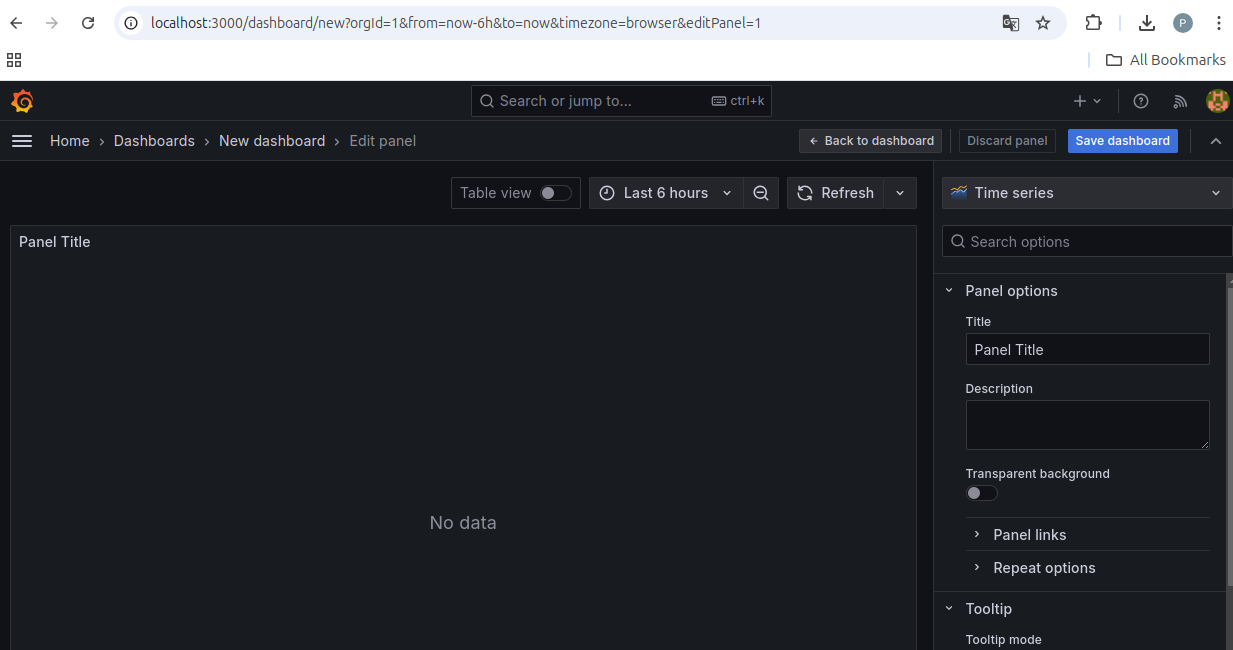 localhost:3000/dashboard/new?orgId=1&from=now-6h&to=now&timezone=browser&editPanel=1
P
All Bookmarks
Search or jump to...
ctrl+k
Home › Dashboards › New dashboard › Edit panel
Back to dashboard
Discard panel
Save dashboard
Table view
Last 6 hours
Refresh
Time series
Panel Title
Search options
Panel options
Title
Panel Title
Description
Transparent background
No data
Panel links
Repeat options
Tooltip
Tooltip mode